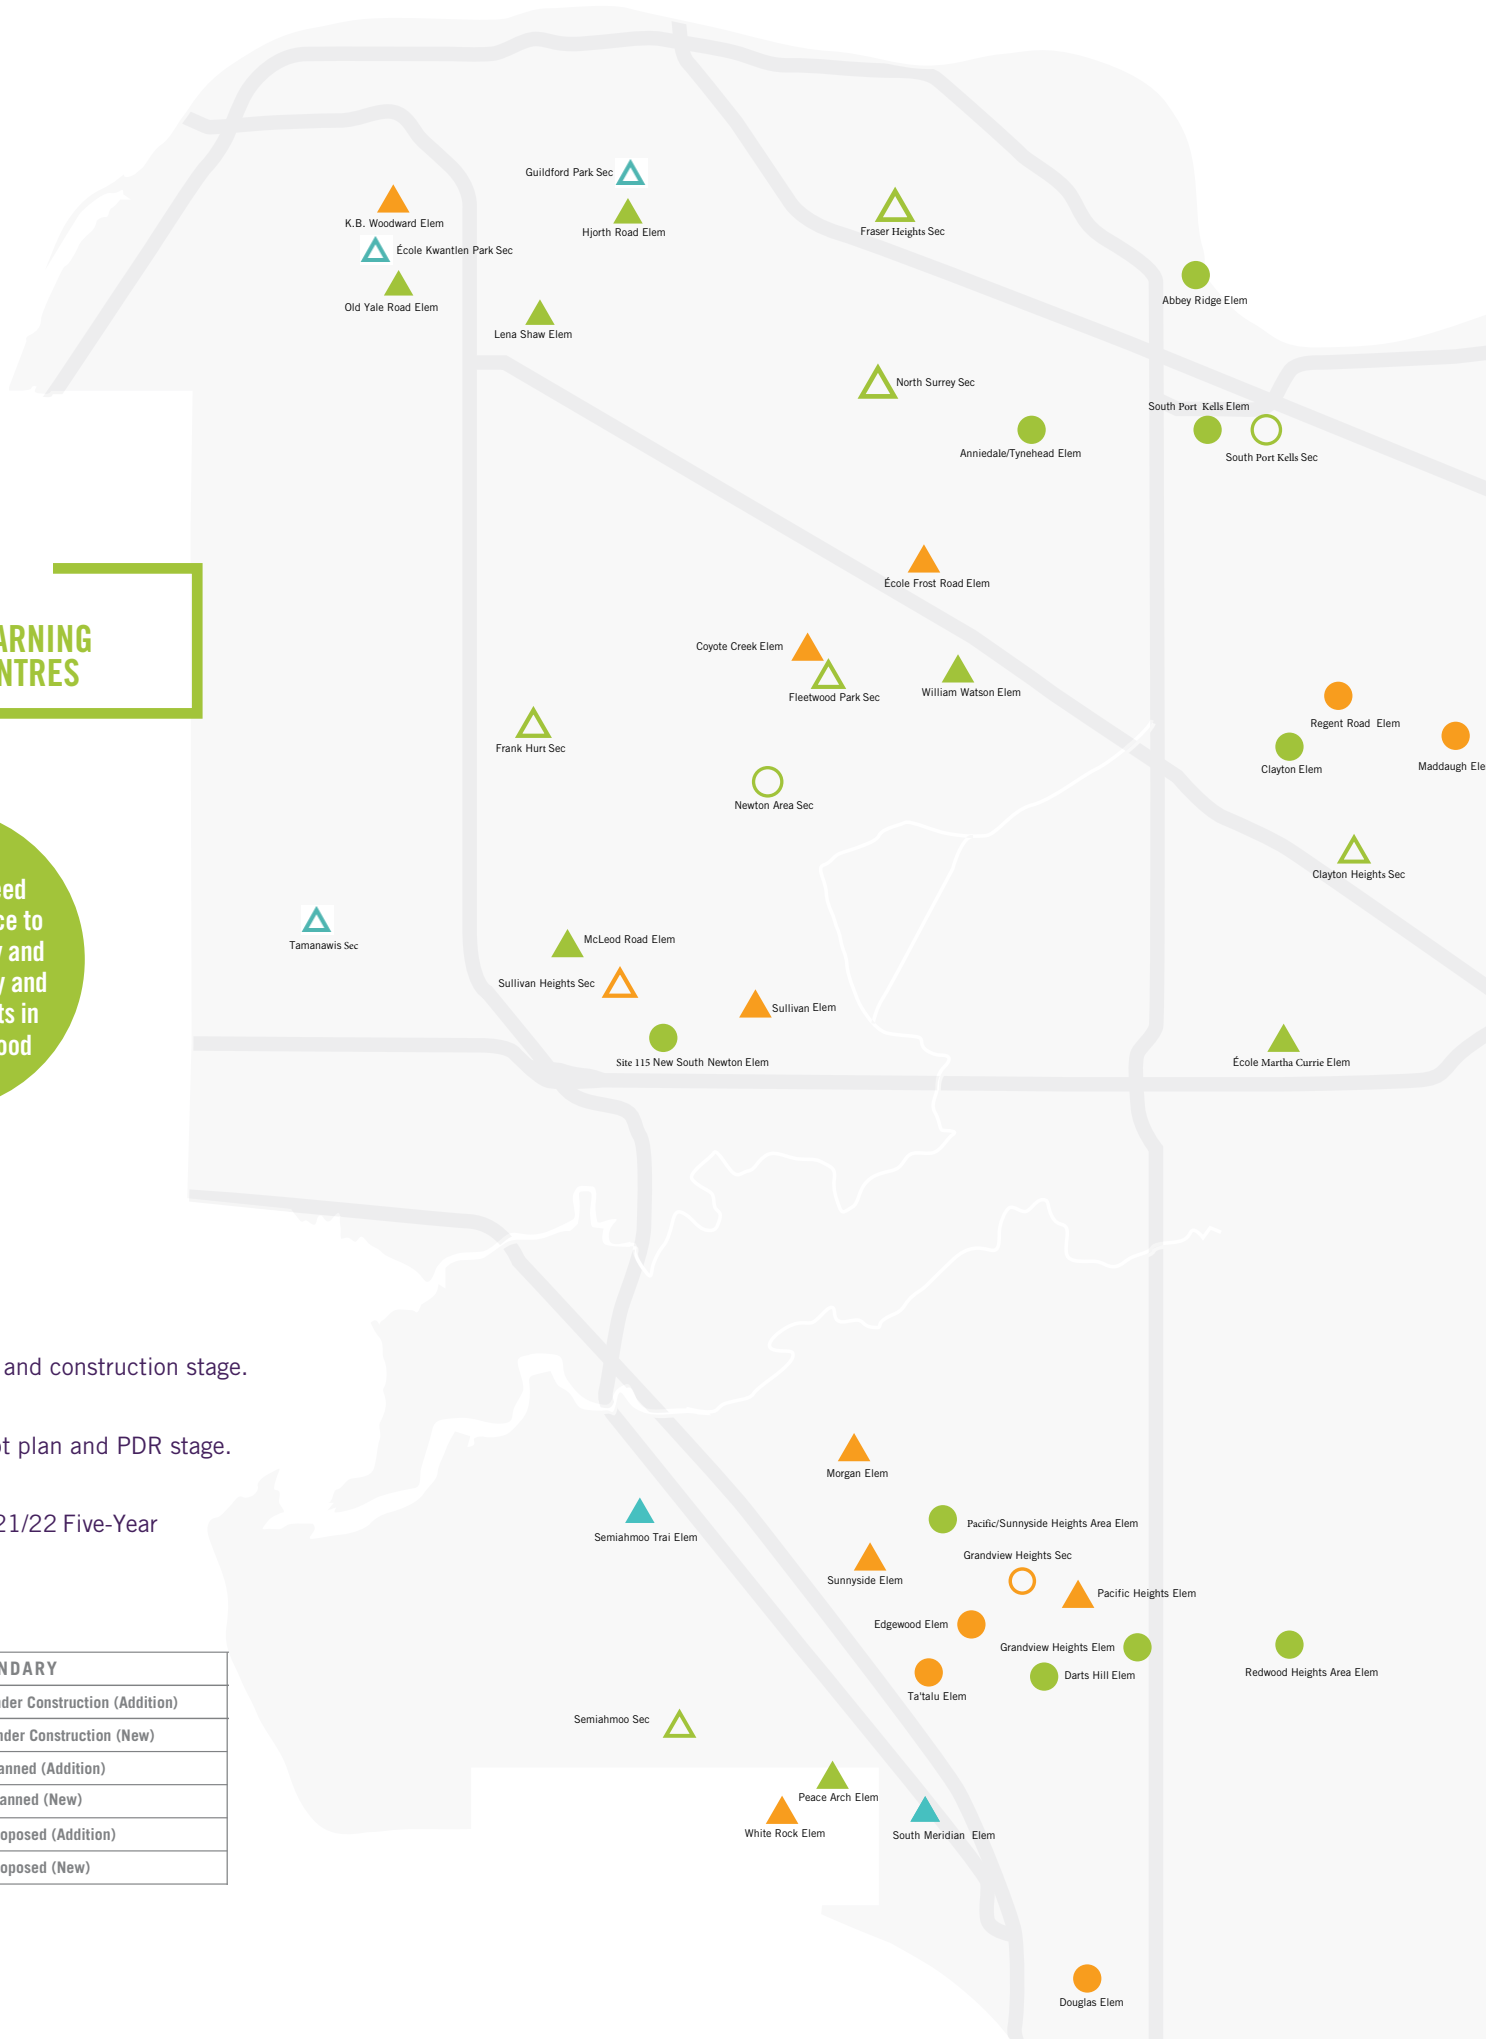 Guildford Park Sec
K.B. Woodward Elem
Hjorth Road Elem
Fraser Heights Sec
École Kwantlen Park Sec
Old Yale Road Elem
Abbey Ridge Elem
Lena Shaw Elem
North Surrey Sec
South Port Kells Elem
Anniedale/Tynehead Elem
South Port Kells Sec
École Frost Road Elem
ARNING
NTRES
Coyote Creek Elem
Fleetwood Park Sec
William Watson Elem
Regent Road Elem
Frank Hurt Sec
Clayton Elem
Maddaugh Ele
Newton Area Sec
Clayton Heights Sec
eed
ce to
y and
y and
ts in
ood
Tamanawis Sec
McLeod Road Elem
Sullivan Heights Sec
Sullivan Elem
Site 115 New South Newton Elem
École Martha Currie Elem
and construction stage.
ot plan and PDR stage.
21/22 Five-Year
Morgan Elem
Semiahmoo Trai Elem
Pacific/Sunnyside Heights Area Elem
Grandview Heights Sec
Sunnyside Elem
Pacific Heights Elem
Edgewood Elem
Grandview Heights Elem
Redwood Heights Area Elem
Darts Hill Elem
Ta'talu Elem
Semiahmoo Sec
Peace Arch Elem
White Rock Elem
South Meridian Elem
Douglas Elem
NDARY
nder Construction (Addition)
nder Construction (New)
anned (Addition)
anned (New)
oposed (Addition)
oposed (New)